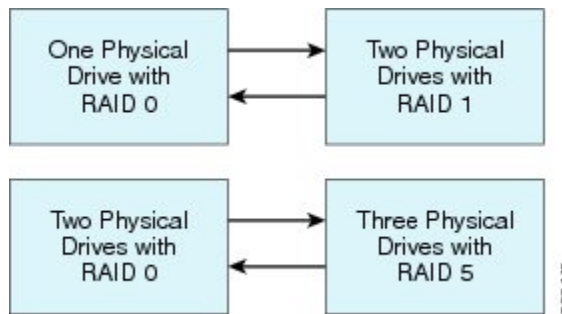 One Physical
Drive with
RAID 0
Two Physical
Drives with
RAID 1
Two Physical
Drives with
RAID 0
Three Physical
Drives with
RAID 5